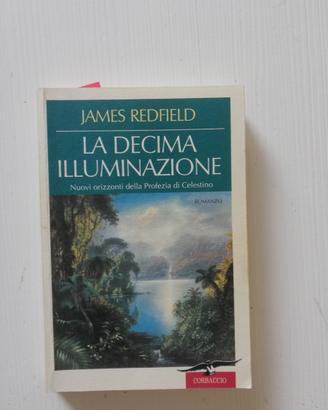 JAMES REDFIELD
LA DECIMA
ILLUMINAZIONE
Nuovi orizzonti della Profezia di Celestino
ROMANZO
CORBACCIO